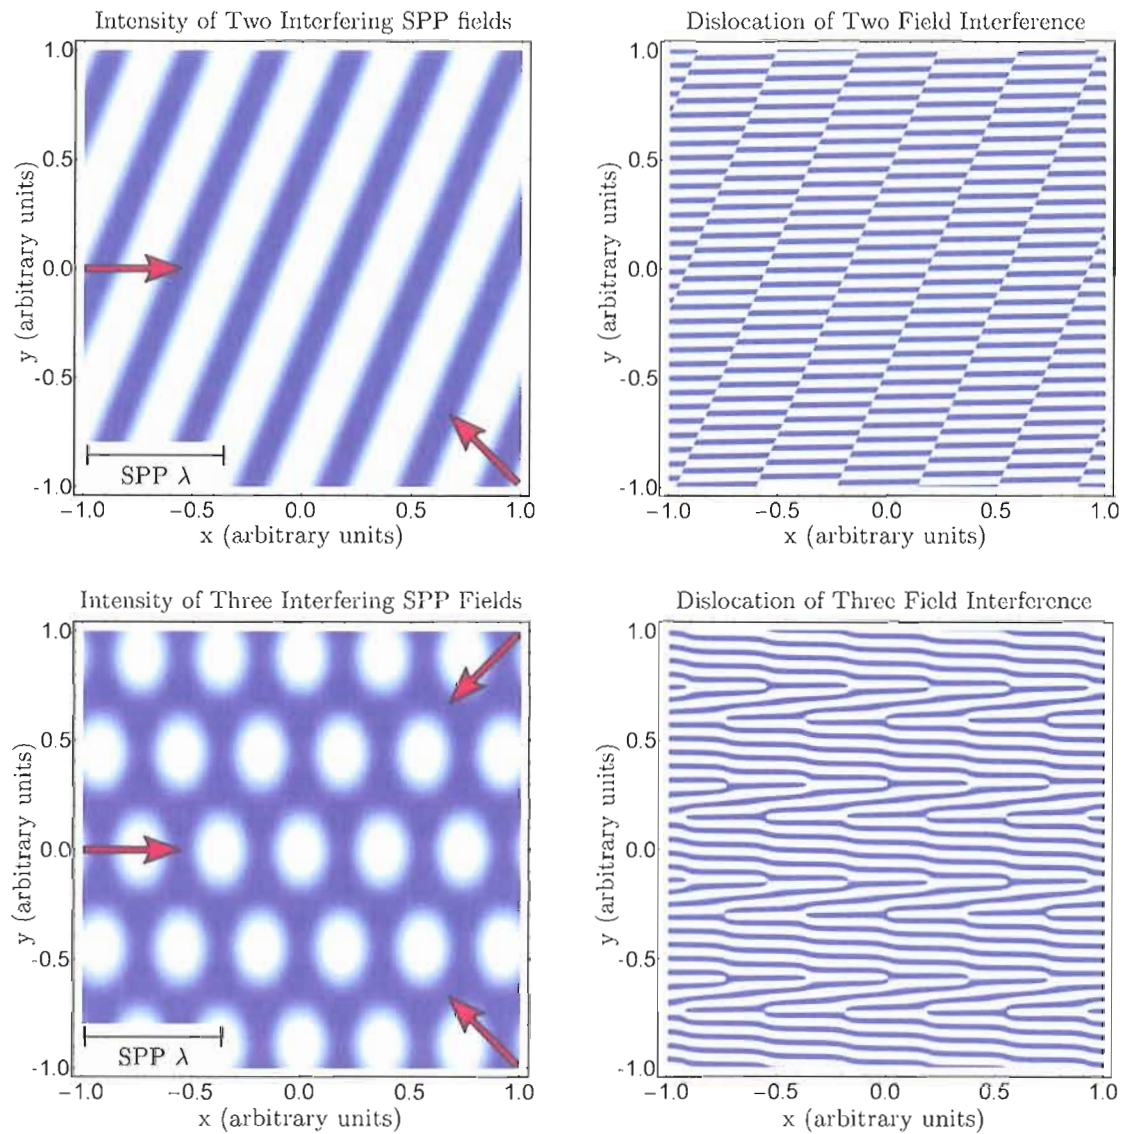 Intensity of Two Interfering SPP fields
1.0
0.5
0.0
-0.5
-1.0
y (arbitrary units)
SPP λ
−1.0 −0.5 0.0 0.5 1.0
x (arbitrary units)
Dislocation of Two Field Interference
1.0
0.5
0.0
-0.5
-1.0
y (arbitrary units)
−1.0 −0.5 0.0 0.5 1.0
x (arbitrary units)
Intensity of Three Interfering SPP Fields
1.0
0.5
0.0
-0.5
-1.0
y (arbitrary units)
SPP λ
−1.0 −0.5 0.0 0.5 1.0
x (arbitrary units)
Dislocation of Three Field Interference
1.0
0.5
0.0
-0.5
-1.0
y (arbitrary units)
−1.0 −0.5 0.0 0.5 1.0
x (arbitrary units)